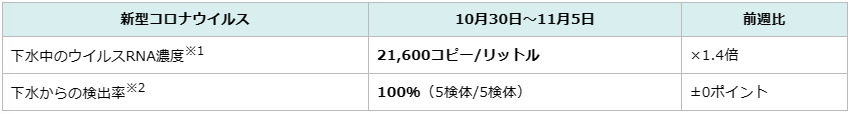 新型コロナウイルス 10月30日～11月5日 前週比
下水中のウイルスRNA濃度※1 21,600コピー/リットル ×1.4倍
下水からの検出率※2 100%（5検体/5検体） ±0ポイント